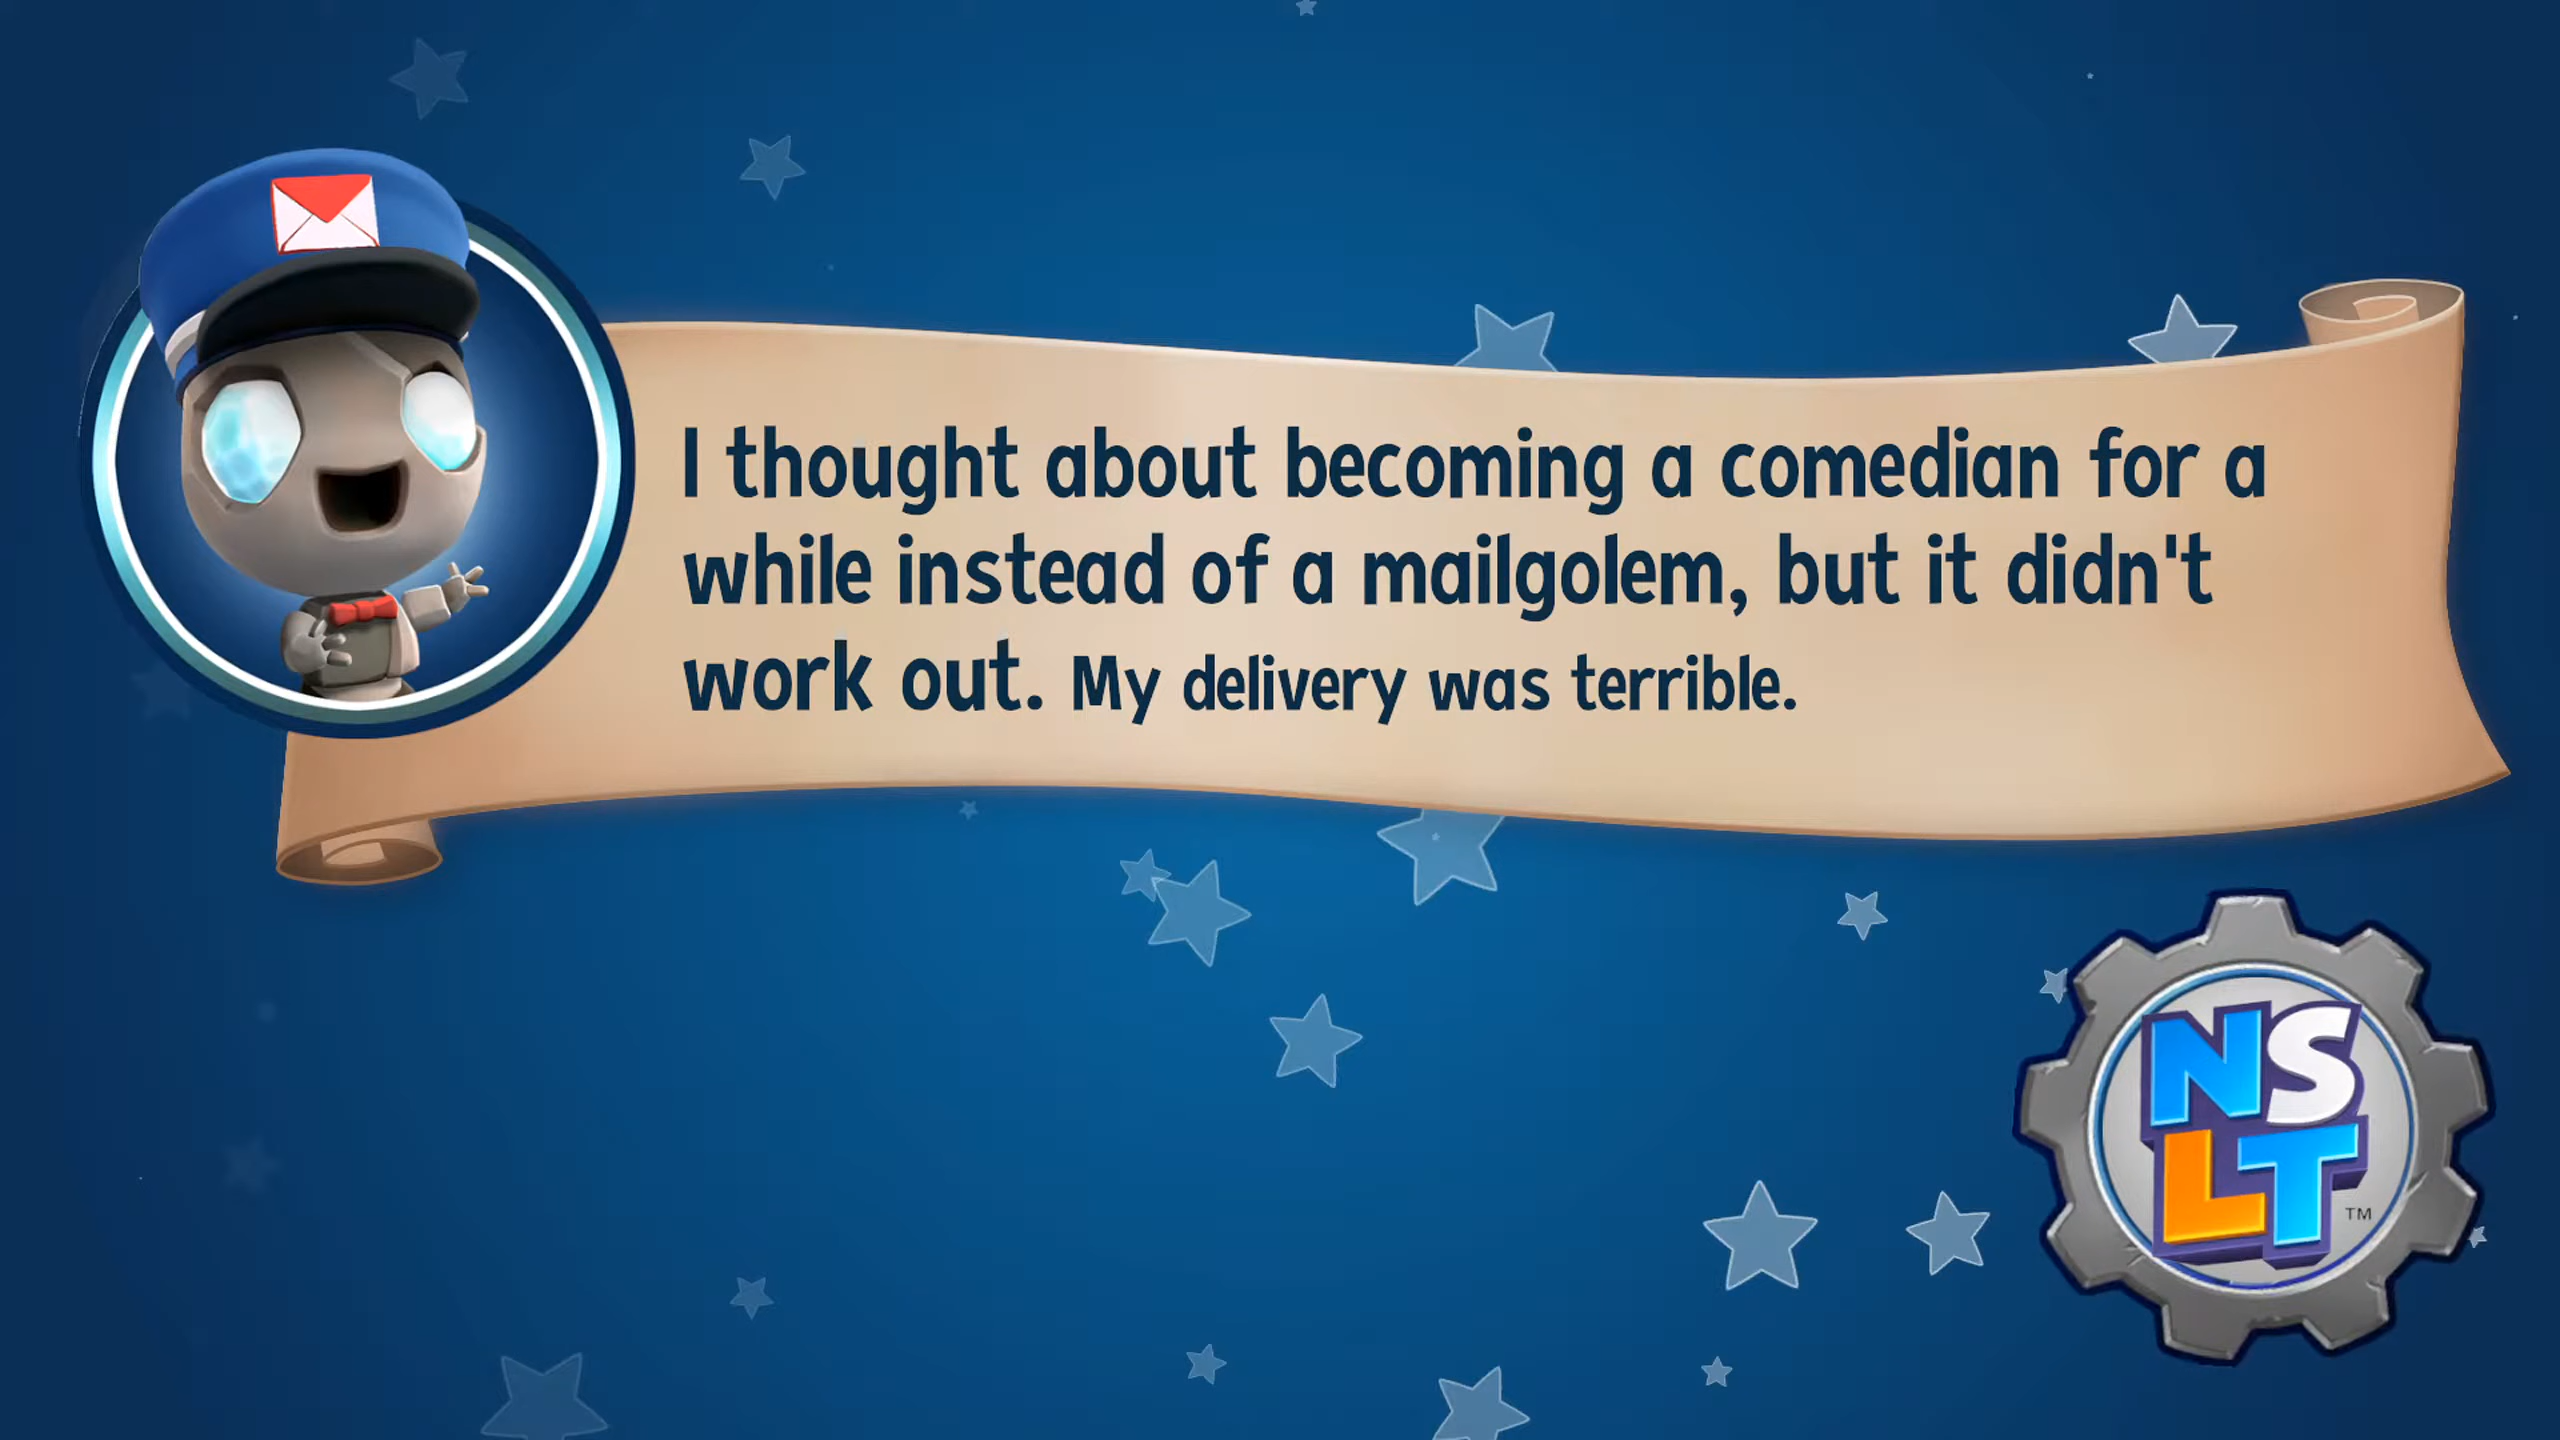 I thought about becoming a comedian for a
while instead of a mailgolem, but it didn't
work out. My delivery was terrible.
NS
LT
TM